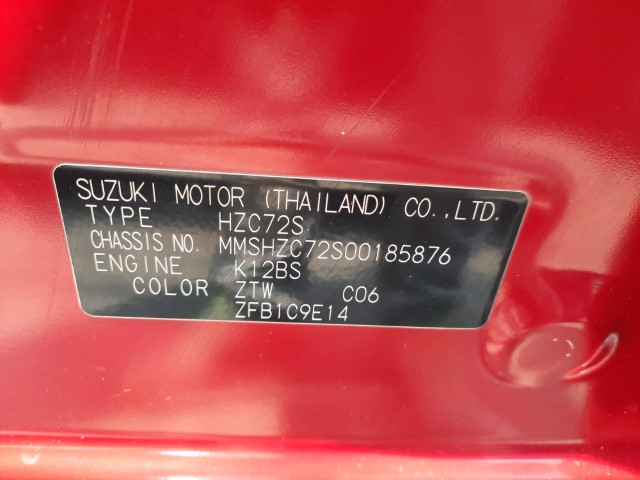 SUZUKI MOTOR (THAILAND) CO.,LTD.
TYPE HZC72S
CHASSIS NO. MMSHZC72S00185876
ENGINE K12BS
COLOR ZTW C06
ZFB1C9E14